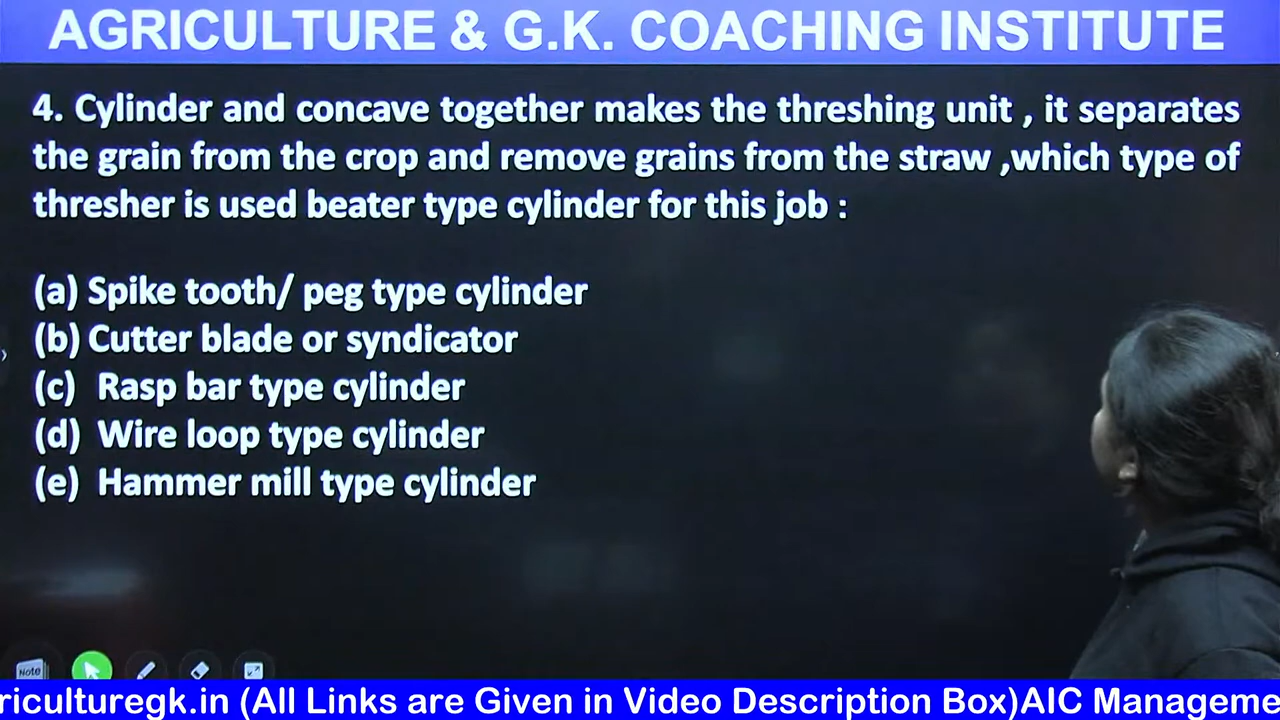 AGRICULTURE & G.K. COACHING INSTITUTE
4. Cylinder and concave together makes the threshing unit , it separates
the grain from the crop and remove grains from the straw ,which type of
thresher is used beater type cylinder for this job :
(a) Spike tooth/ peg type cylinder
(b) Cutter blade or syndicator
(c) Rasp bar type cylinder
(d) Wire loop type cylinder
(e) Hammer mill type cylinder
Note
riculturegk.in (All Links are Given in Video Description Box)AIC Manageme